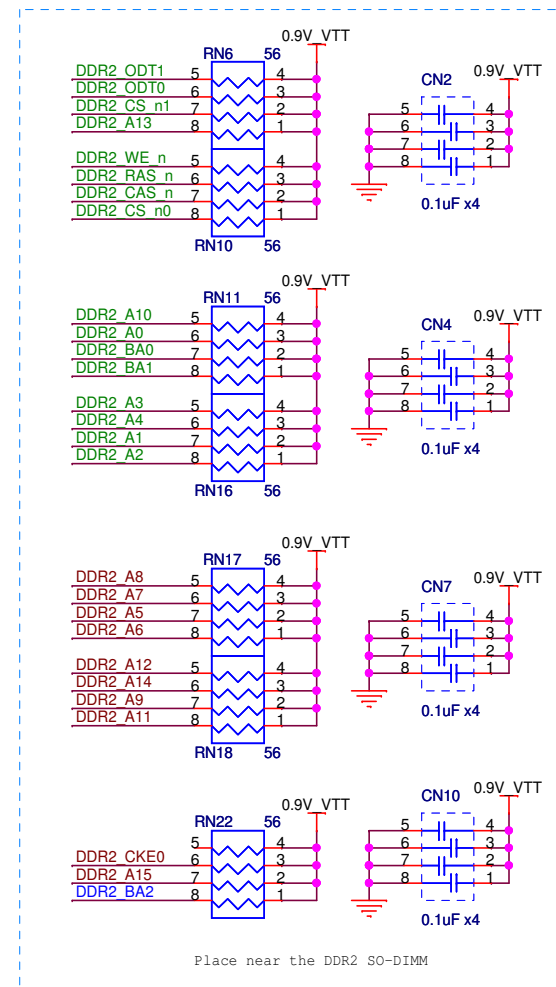 0.9V_VTT
RN6 56
DDR2_ODT1 5 4
DDR2_ODT0 6 3
DDR2_CS_n1 7 2
DDR2_A13 8 1
DDR2_WE_n 5 4
DDR2_RAS_n 6 3
DDR2_CAS_n 7 2
DDR2_CS_n0 8 1
RN10 56
0.9V_VTT
CN2
5 4
6 3
7 2
8 1
0.1uF x4
0.9V_VTT
RN11 56
DDR2_A10 5 4
DDR2_A0 6 3
DDR2_BA0 7 2
DDR2_BA1 8 1
DDR2_A3 5 4
DDR2_A4 6 3
DDR2_A1 7 2
DDR2_A2 8 1
RN16 56
0.9V_VTT
CN4
5 4
6 3
7 2
8 1
0.1uF x4
0.9V_VTT
RN17 56
DDR2_A8 5 4
DDR2_A7 6 3
DDR2_A5 7 2
DDR2_A6 8 1
DDR2_A12 5 4
DDR2_A14 6 3
DDR2_A9 7 2
DDR2_A11 8 1
RN18 56
0.9V_VTT
CN7
5 4
6 3
7 2
8 1
0.1uF x4
0.9V_VTT
RN22 56
5 4
DDR2_CKE0 6 3
DDR2_A15 7 2
DDR2_BA2 8 1
0.9V_VTT
CN10
5 4
6 3
7 2
8 1
0.1uF x4
Place near the DDR2 SO-DIMM